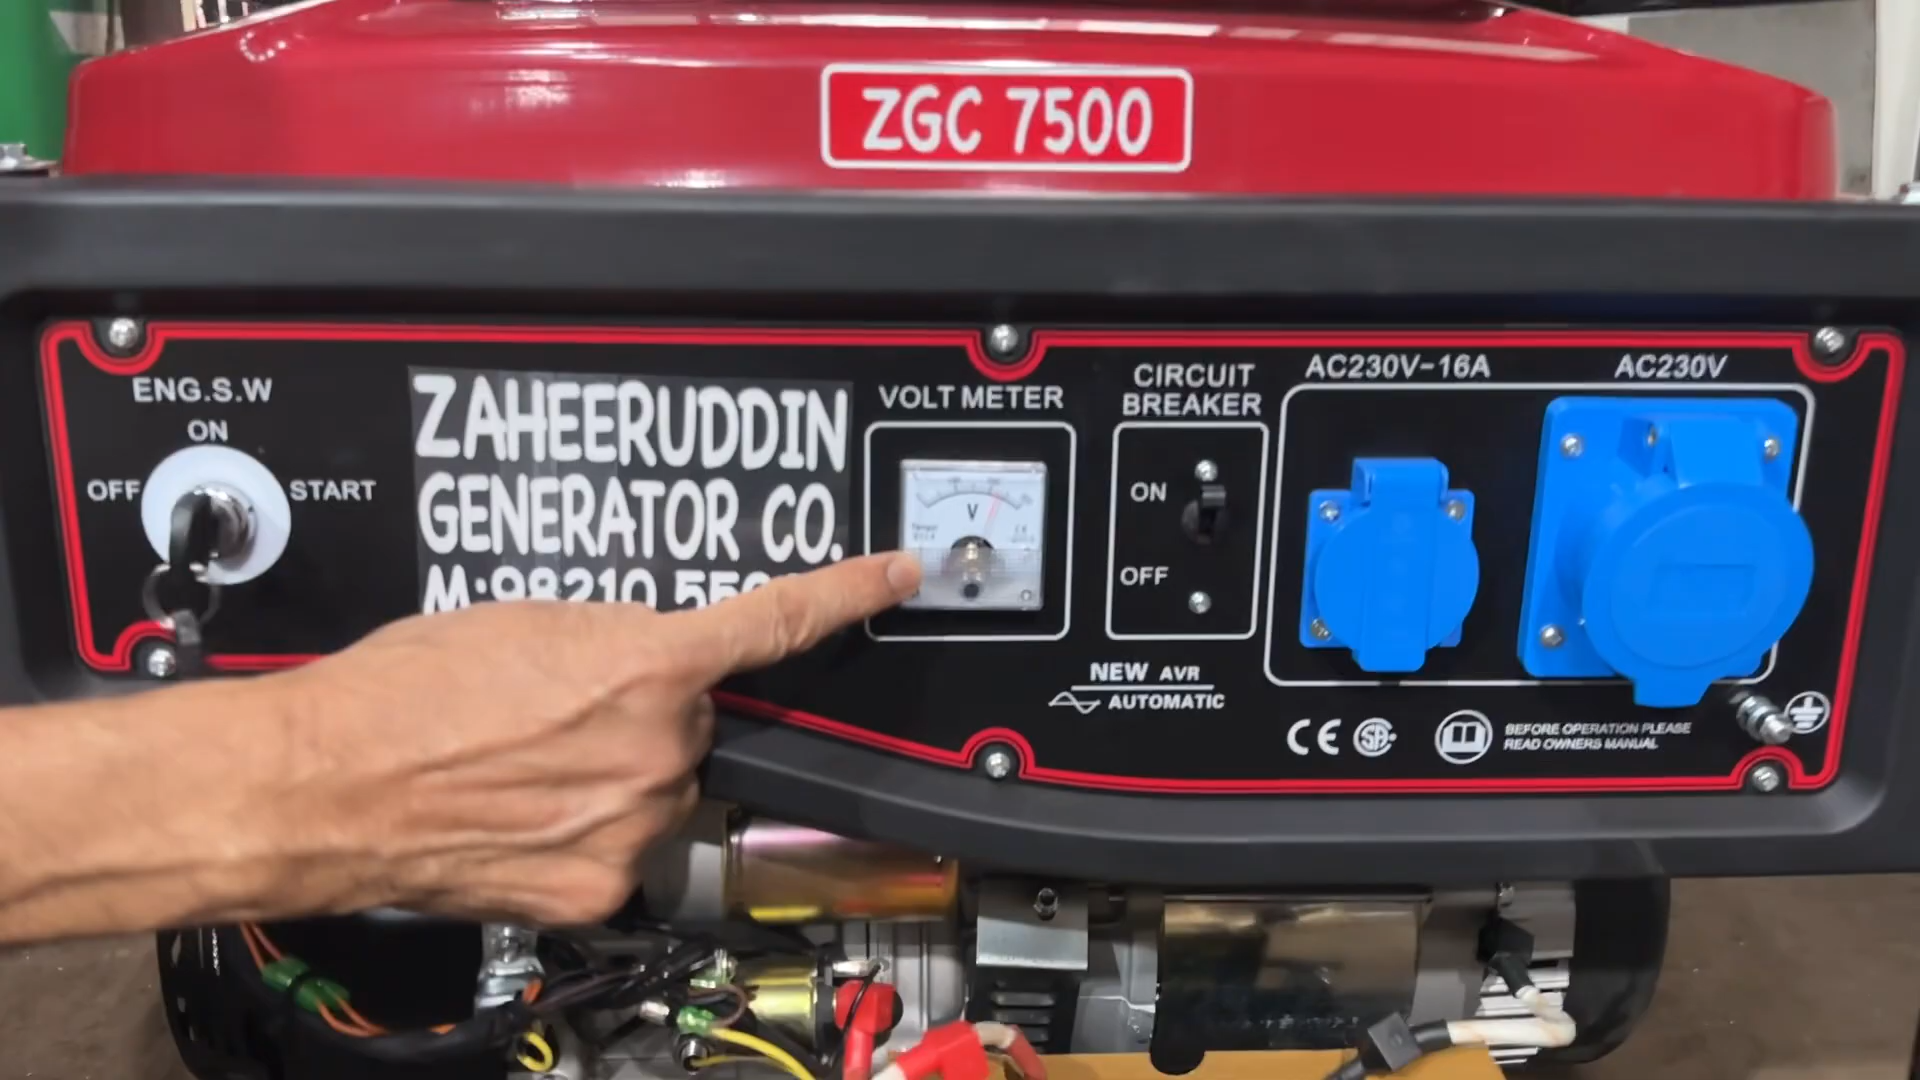 ZGC 7500
ENG.S.W
ON
OFF
START
ZAHEERUDDIN
GENERATOR CO.
M:98210
VOLT METER
V
CIRCUIT
BREAKER
ON
OFF
AC230V-16A
AC230V
NEW AVR
AUTOMATIC
CE
BEFORE OPERATION PLEASE
READ OWNERS MANUAL